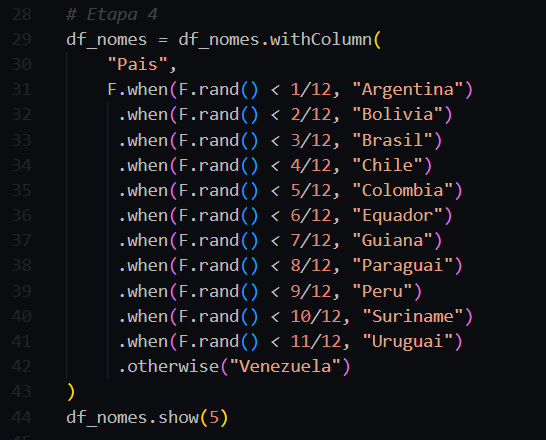 28 # Etapa 4
29 df_nomes = df_nomes.withColumn(
30     "Pais",
31     F.when(F.rand() < 1/12, "Argentina")
32      .when(F.rand() < 2/12, "Bolivia")
33      .when(F.rand() < 3/12, "Brasil")
34      .when(F.rand() < 4/12, "Chile")
35      .when(F.rand() < 5/12, "Colombia")
36      .when(F.rand() < 6/12, "Equador")
37      .when(F.rand() < 7/12, "Guiana")
38      .when(F.rand() < 8/12, "Paraguai")
39      .when(F.rand() < 9/12, "Peru")
40      .when(F.rand() < 10/12, "Suriname")
41      .when(F.rand() < 11/12, "Uruguai")
42      .otherwise("Venezuela")
43 )
44 df_nomes.show(5)